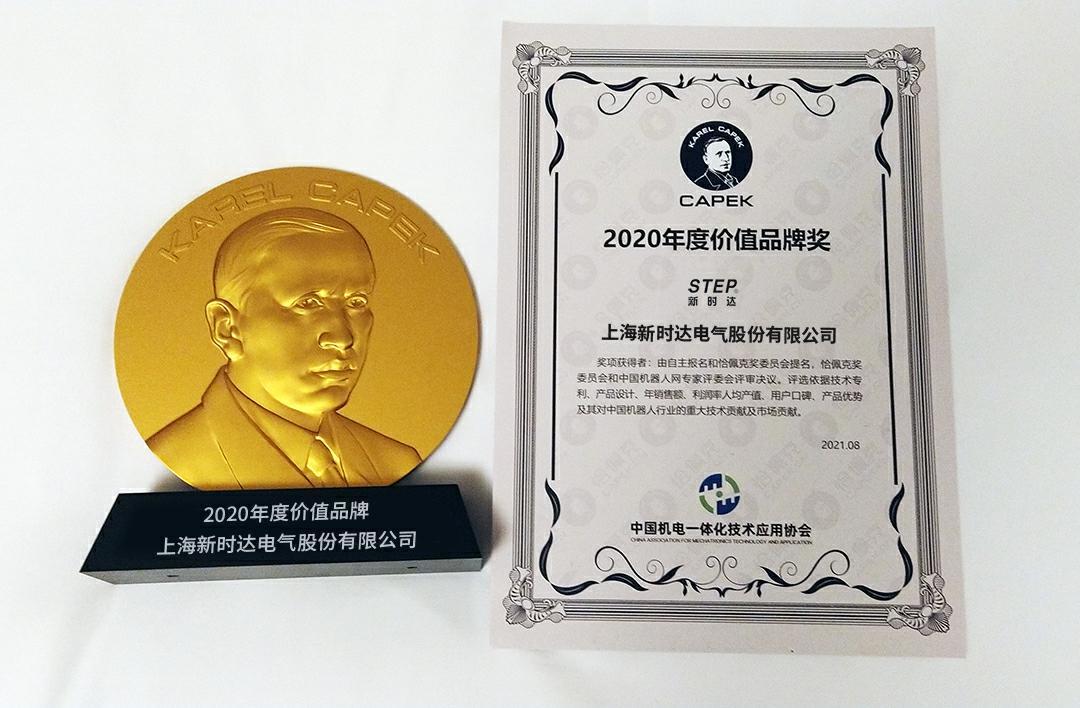 KAREL CAPEK
2020年度价值品牌
上海新时达电气股份有限公司
KAREL CAPEK
CAPEK
2020年度价值品牌奖
STEP
新时达
上海新时达电气股份有限公司
奖项获得者：由自主报名和恰佩克奖委员会提名，恰佩克奖
委员会和中国机器人网专家评委会评审决议。评选依据技术专
利、产品设计、年销售额、利润率人均产值、用户口碑、产品优势
及其对中国机器人行业的重大技术贡献及市场贡献。
2021.08
中国机电一体化技术应用协会
CHINA ASSOCIATION FOR MECHATRONICS TECHNOLOGY AND APPLICATION